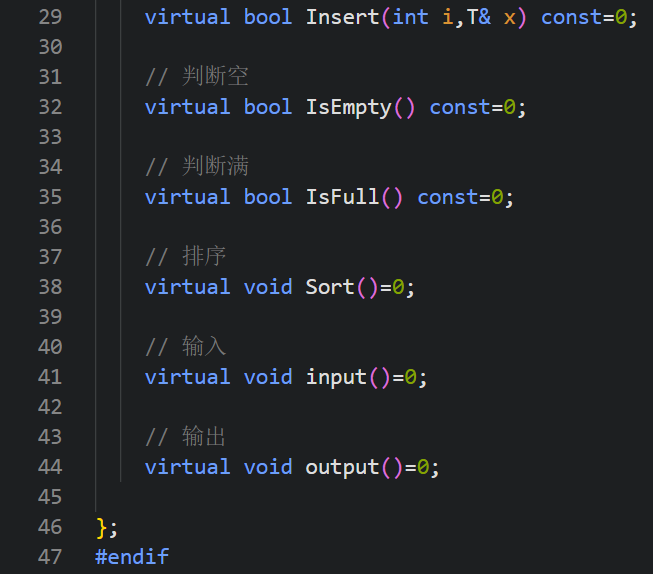 29 virtual bool Insert(int i,T& x) const=0;
30
31 // 判断空
32 virtual bool IsEmpty() const=0;
33
34 // 判断满
35 virtual bool IsFull() const=0;
36
37 // 排序
38 virtual void Sort()=0;
39
40 // 输入
41 virtual void input()=0;
42
43 // 输出
44 virtual void output()=0;
45
46 };
47 #endif